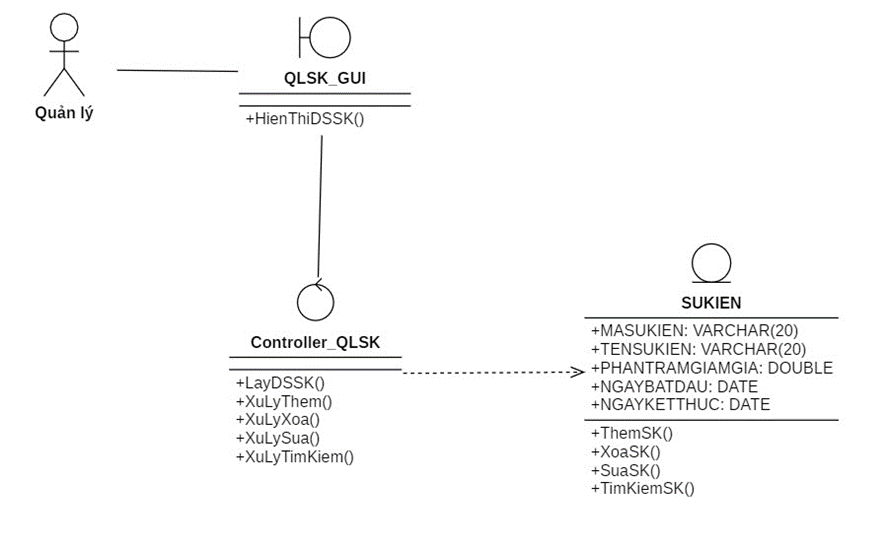 Quản lý
QLSK_GUI
+HienThiDSSK()
Controller_QLSK
+LayDSSK()
+XuLyThem()
+XuLyXoa()
+XuLySua()
+XuLyTimKiem()
SUKIEN
+MASUKIEN: VARCHAR(20)
+TENSUKIEN: VARCHAR(20)
+PHANTRAMGIAMGIA: DOUBLE
+NGAYBATDAU: DATE
+NGAYKETTHUC: DATE
+ThemSK()
+XoaSK()
+SuaSK()
+TimKiemSK()